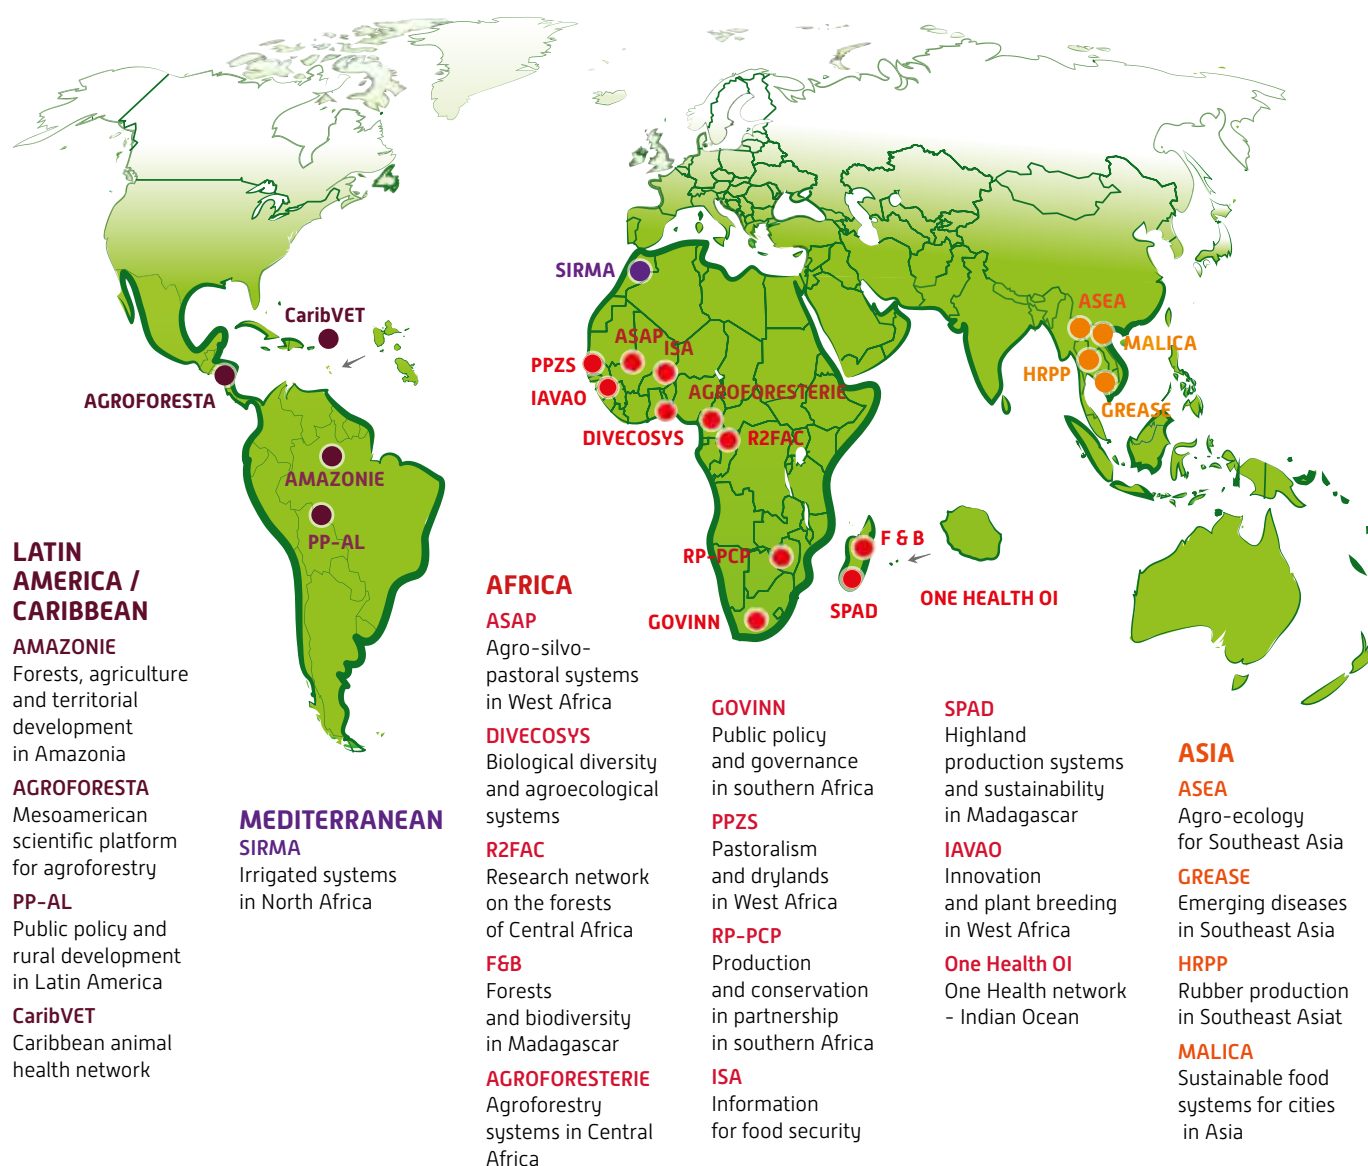 SIRMA
CaribVET
ASEA
ASAP
ISA
MALICA
PPZS
HRPP
IAVAO
AGROFORESTERIE
AGROFORESTA
GREASE
DIVECOSYS
R2FAC
AMAZONIE
PP-AL
F & B
RP-PCP
ONE HEALTH OI
SPAD
GOVINN
LATIN
AMERICA /
CARIBBEAN
AMAZONIE
Forests, agriculture
and territorial
development
in Amazonia
AGROFORESTA
Mesoamerican
scientific platform
for agroforestry
PP-AL
Public policy and
rural development
in Latin America
CaribVET
Caribbean animal
health network
MEDITERRANEAN
SIRMA
Irrigated systems
in North Africa
AFRICA
ASAP
Agro-silvo-
pastoral systems
in West Africa
DIVECOSYS
Biological diversity
and agroecological
systems
R2FAC
Research network
on the forests
of Central Africa
F&B
Forests
and biodiversity
in Madagascar
AGROFORESTERIE
Agroforestry
systems in Central
Africa
GOVINN
Public policy
and governance
in southern Africa
PPZS
Pastoralism
and drylands
in West Africa
RP-PCP
Production
and conservation
in partnership
in southern Africa
ISA
Information
for food security
SPAD
Highland
production systems
and sustainability
in Madagascar
IAVAO
Innovation
and plant breeding
in West Africa
One Health OI
One Health network
- Indian Ocean
ASIA
ASEA
Agro-ecology
for Southeast Asia
GREASE
Emerging diseases
in Southeast Asia
HRPP
Rubber production
in Southeast Asiat
MALICA
Sustainable food
systems for cities
in Asia